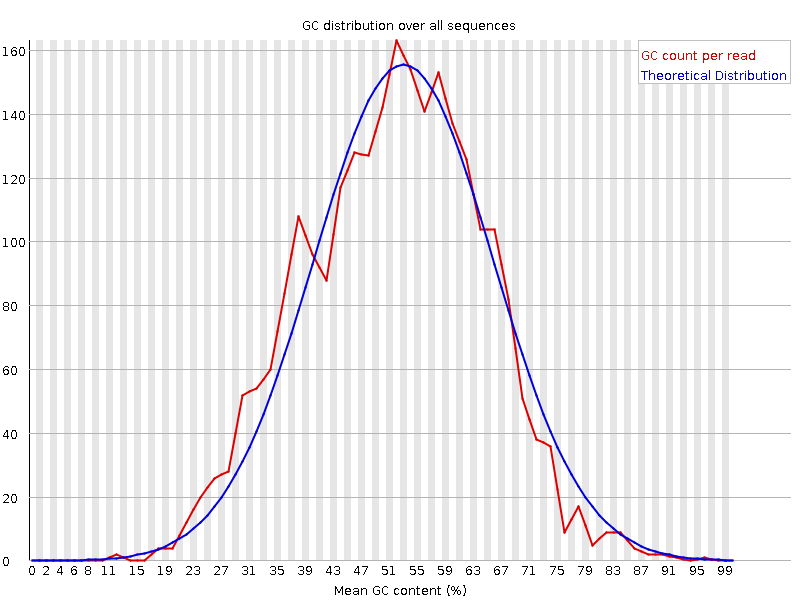 GC distribution over all sequences
GC count per read
Theoretical Distribution
160
140
120
100
80
60
40
20
0
0 2 4 6 8 11 15 19 23 27 31 35 39 43 47 51 55 59 63 67 71 75 79 83 87 91 95 99
Mean GC content (%)